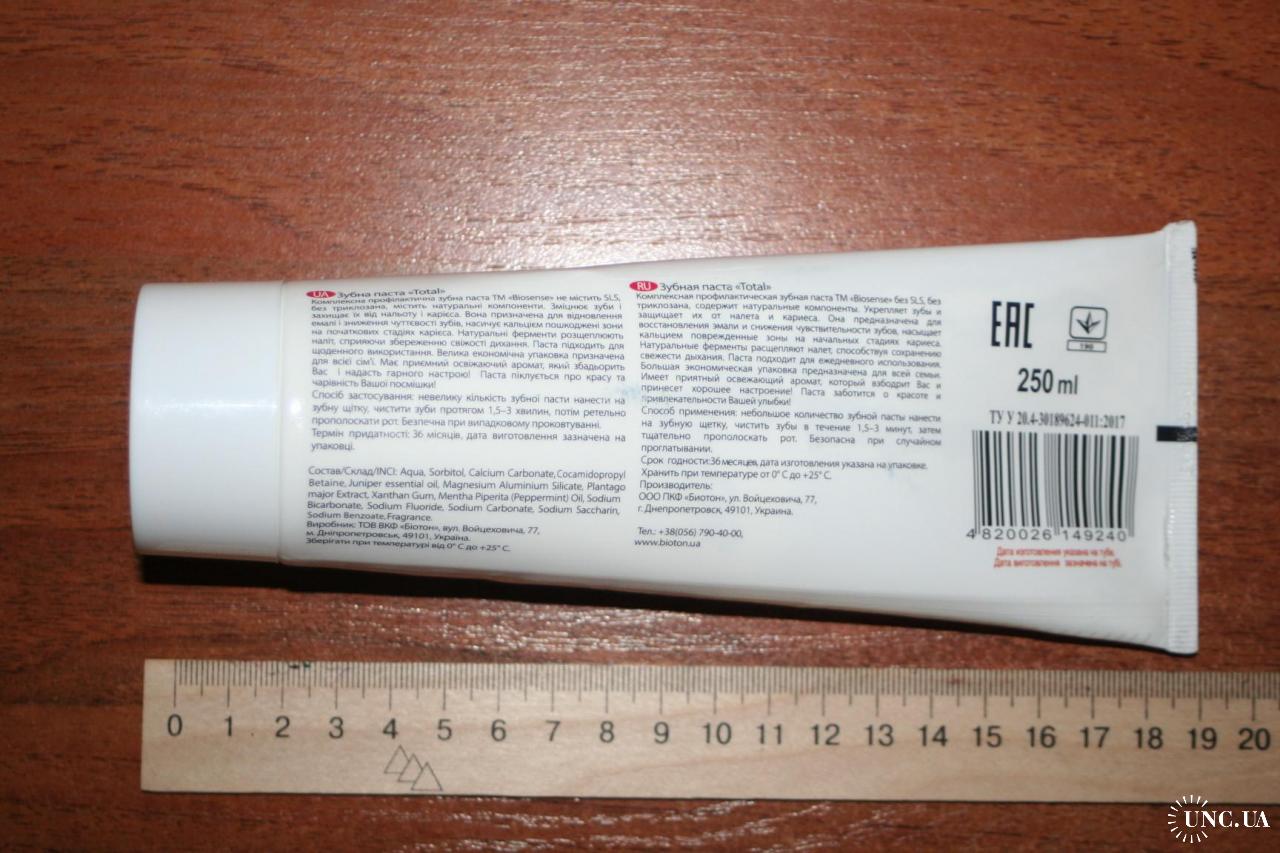 UA Зубна паста «Total»
Комплексна профілактична зубна паста ТМ «Biosense» не містить SLS,
без триклозана, містить натуральні компоненти. Зміцнює зуби і
захищає їх від нальоту і карієса. Вона призначена для відновлення
емалі і зниження чуттєвості зубів, насичує кальцієм пошкоджені зони
на початкових стадіях карієса. Натуральні ферменти розщеплюють
наліт, сприяючи збереженню свіжості дихання. Паста підходить для
щоденного використання. Велика економічна упаковка призначена
для всієї сім'ї. Має приємний освіжаючий аромат, який збадьорить
Вас і надасть гарного настрою! Паста піклується про красу та
чарівність Вашої посмішки!
Спосіб застосування: невелику кількість зубної пасти нанести на
зубну щітку, чистити зуби протягом 1,5–3 хвилин, потім ретельно
прополоскати рот. Безпечна при випадковому проковтуванні.
Термін придатності: 36 місяців, дата виготовлення зазначена на
упаковці.
Состав/Склад/INCI: Aqua, Sorbitol, Calcium Carbonate, Cocamidopropyl
Betaine, Juniper essential oil, Magnesium Aluminium Silicate, Plantago
major Extract, Xanthan Gum, Mentha Piperita (Peppermint) Oil, Sodium
Bicarbonate, Sodium Fluoride, Sodium Carbonate, Sodium Saccharin,
Sodium Benzoate, Fragrance.
Виробник: ТОВ ВКФ «Біотон», вул. Войцеховича, 77,
м. Дніпропетровськ, 49101, Україна.
Зберігати при температурі від 0° С до +25° С.
RU Зубная паста «Total»
Комплексная профилактическая зубная паста ТМ «Biosense» без SLS, без
триклозана, содержит натуральные компоненты. Укрепляет зубы и
защищает их от налета и кариеса. Она предназначена для
восстановления эмали и снижения чувствительности зубов, насыщает
кальцием поврежденные зоны на начальных стадиях кариеса.
Натуральные ферменты расщепляют налет, способствуя сохранению
свежести дыхания. Паста подходит для ежедневного использования.
Большая экономическая упаковка предназначена для всей семьи.
Имеет приятный освежающий аромат, который взбодрит Вас и
принесет хорошее настроение! Паста заботится о красоте и
привлекательности Вашей улыбки!
Способ применения: небольшое количество зубной пасты нанести
на зубную щетку, чистить зубы в течение 1,5–3 минут, затем
тщательно прополоскать рот. Безопасна при случайном
проглатывании.
Срок годности: 36 месяцев, дата изготовления указана на упаковке.
Хранить при температуре от 0° С до +25° С.
Производитель:
ООО ПКФ «Биотон», ул. Войцеховича, 77,
г. Днепропетровск, 49101, Украина.
Тел.: +38(056) 790-40-00,
www.bioton.ua
EAC
190
250 ml
ТУ У 20.4-30189624-011:2017
4 820026 149240
Дата изготовления указана на тубе.
Дата виготовлення зазначена на тубі.
0 1 2 3 4 5 6 7 8 9 10 11 12 13 14 15 16 17 18 19 20
UNC.UA